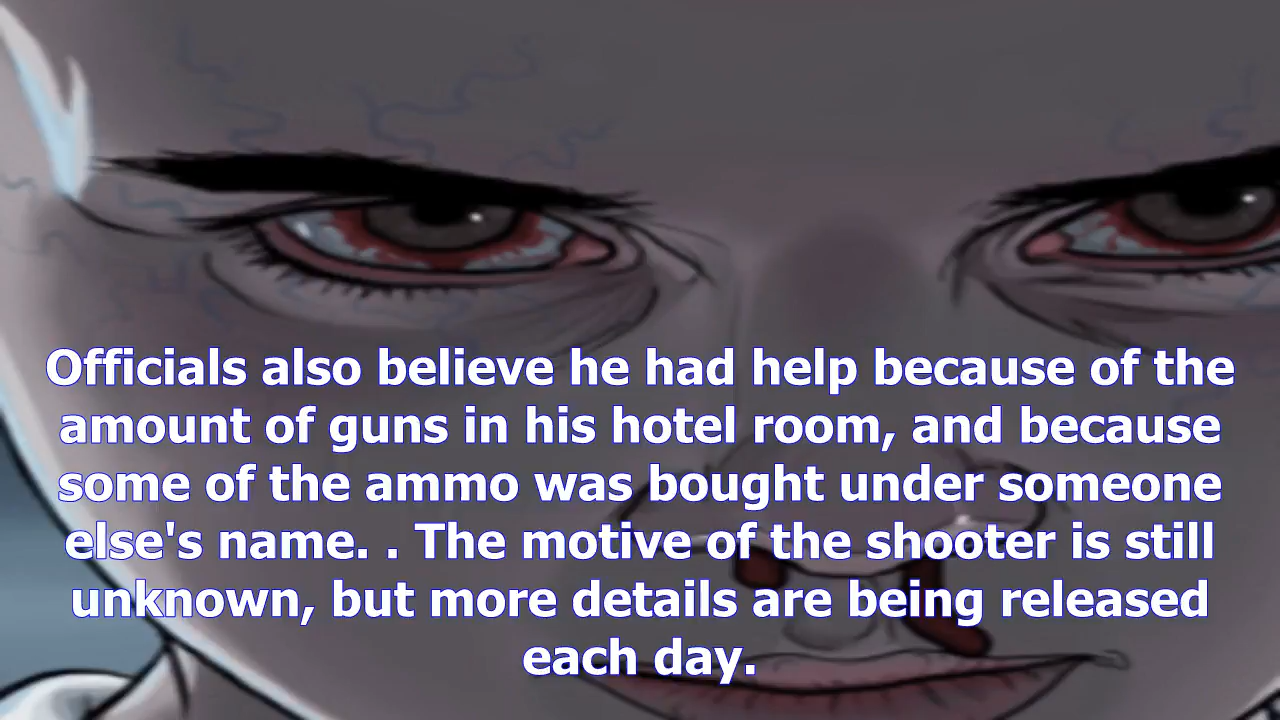 Officials also believe he had help because of the
amount of guns in his hotel room, and because
some of the ammo was bought under someone
else's name. . The motive of the shooter is still
unknown, but more details are being released
each day.